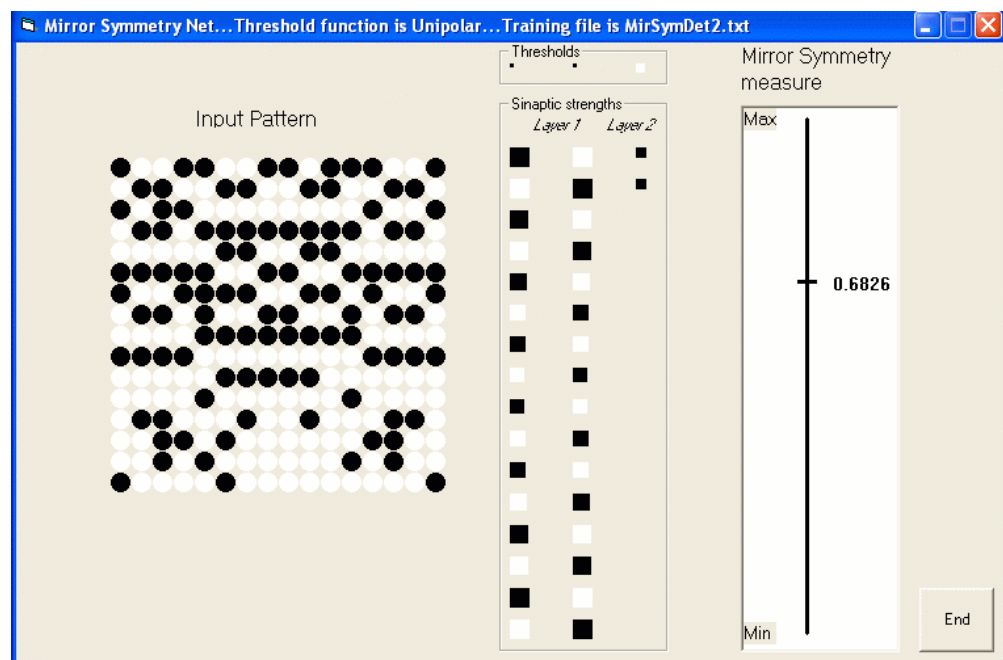 Mirror Symmetry Net...Threshold function is Unipolar...Training file is MirSymDet2.txt
Thresholds
Mirror Symmetry
measure
Input Pattern
Sinaptic strengths
Layer 1 Layer 2
Max
0.6826
Min
End